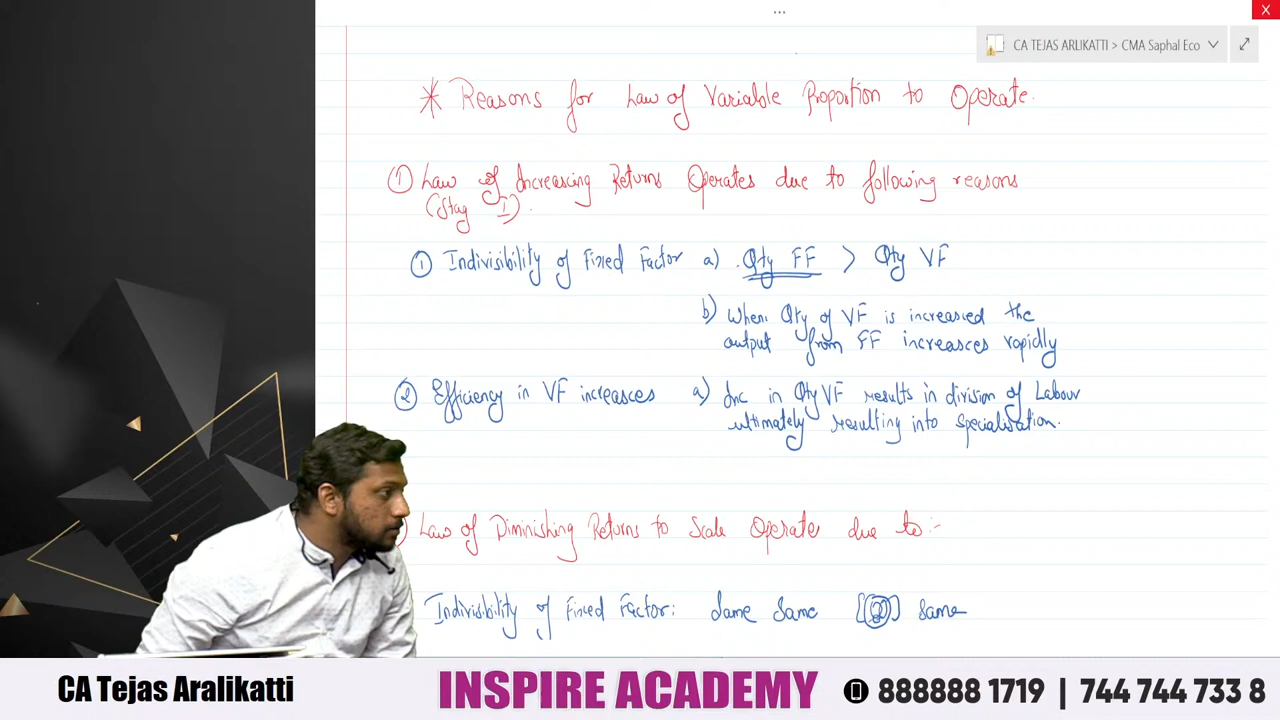 ...
X
CA TEJAS ARLIKATTI > CMA Saphal Eco
* Reasons for Law of Variable Proportion to Operate.
① Law of Increasing Returns Operates due to following reasons
(Stag I).
① Indivisibility of Fixed Factor a) Qty FF > Qty VF
b) When Qty of VF is increased the
output from FF increases rapidly
② Efficiency in VF increases a) Inc in Qty VF results in division of Labour
ultimately resulting into Specialisation.
) Law of Diminishing Returns to Scale Operates due to :-
Indivisibility of Fixed Factor: Same Same same
CA Tejas Aralikatti INSPIRE ACADEMY 888888 1719 | 744 744 733 8